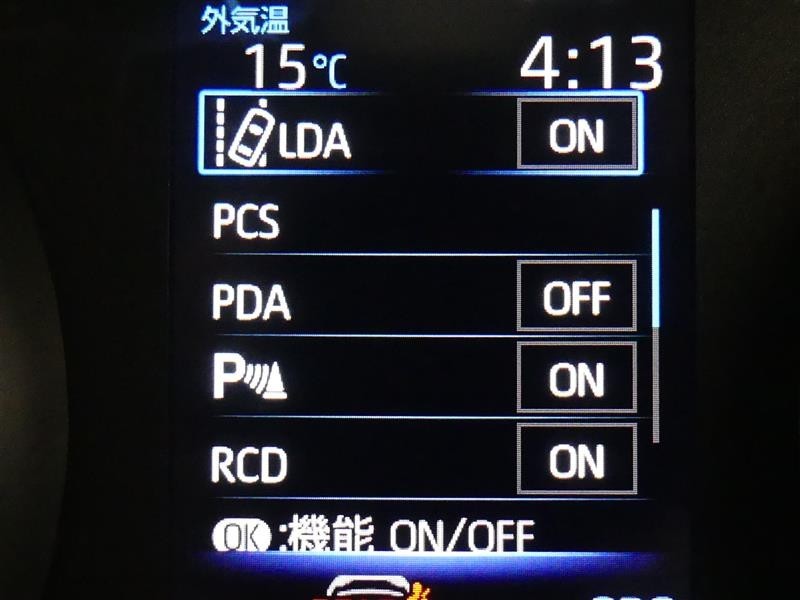 外気温
15℃ 4:13
LDA ON
PCS
PDA OFF
P ON
RCD ON
OK :機能 ON/OFF